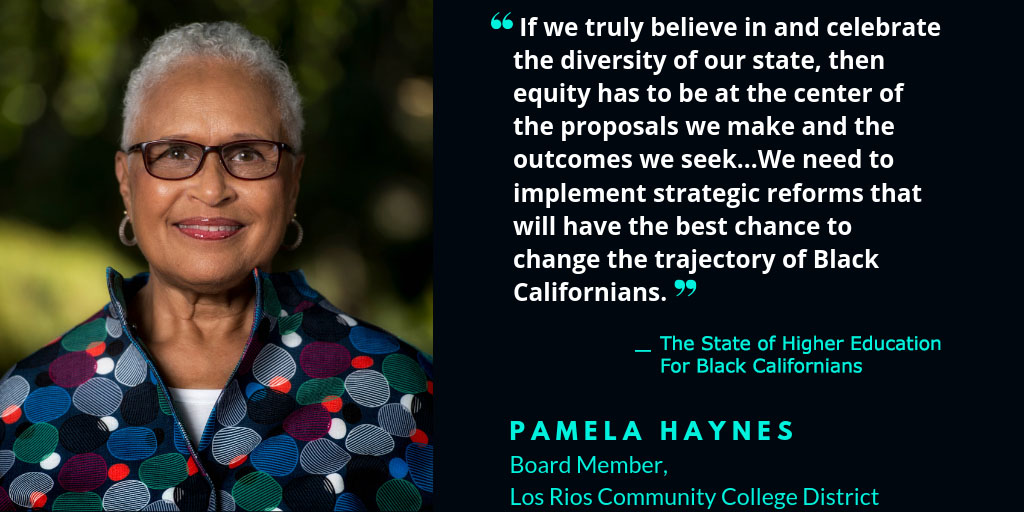 “ If we truly believe in and celebrate
the diversity of our state, then
equity has to be at the center of
the proposals we make and the
outcomes we seek...We need to
implement strategic reforms that
will have the best chance to
change the trajectory of Black
Californians. ”
— The State of Higher Education
For Black Californians
PAMELA HAYNES
Board Member,
Los Rios Community College District